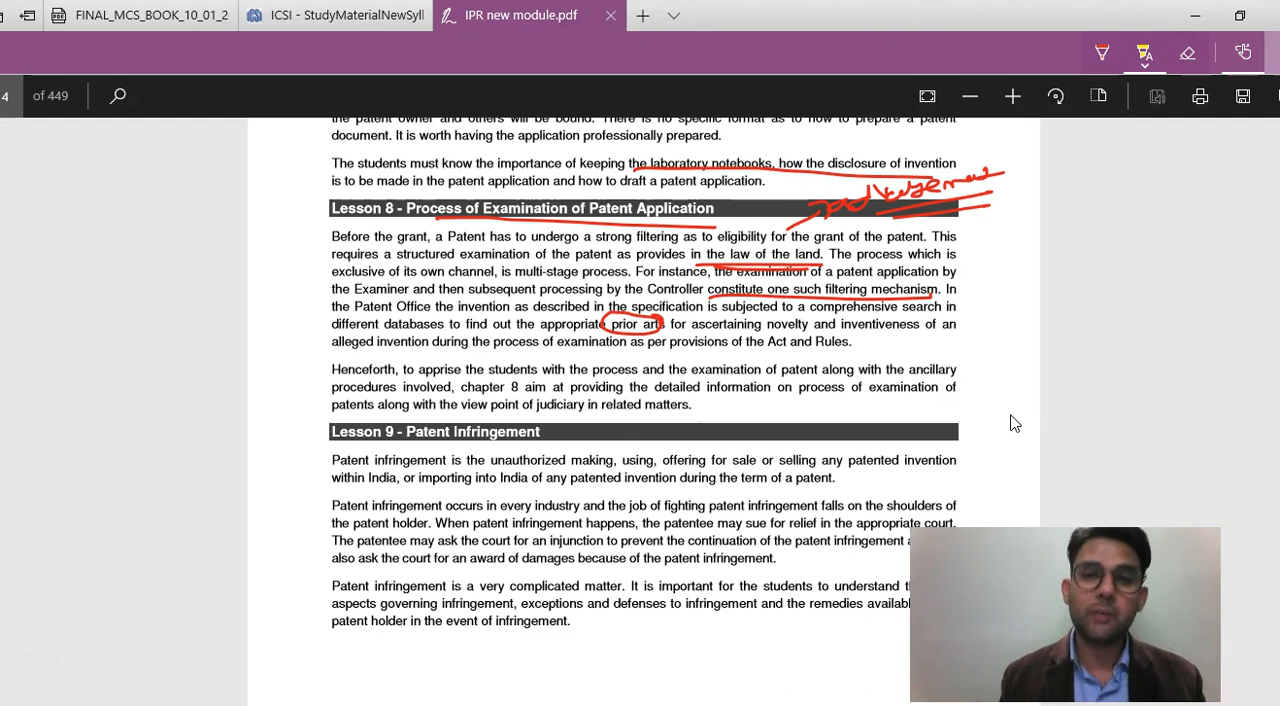 FINAL_MCS_BOOK_10_01_2
ICSI - StudyMaterialNewSyll
IPR new module.pdf
4 of 449
the patent owner and others will be bound. There is no specific format as to how to prepare a patent
document. It is worth having the application professionally prepared.
The students must know the importance of keeping the laboratory notebooks, how the disclosure of invention
is to be made in the patent application and how to draft a patent application.
Lesson 8 - Process of Examination of Patent Application
Before the grant, a Patent has to undergo a strong filtering as to eligibility for the grant of the patent. This
requires a structured examination of the patent as provides in the law of the land. The process which is
exclusive of its own channel, is multi-stage process. For instance, the examination of a patent application by
the Examiner and then subsequent processing by the Controller constitute one such filtering mechanism. In
the Patent Office the invention as described in the specification is subjected to a comprehensive search in
different databases to find out the appropriate prior arts for ascertaining novelty and inventiveness of an
alleged invention during the process of examination as per provisions of the Act and Rules.
Henceforth, to apprise the students with the process and the examination of patent along with the ancillary
procedures involved, chapter 8 aim at providing the detailed information on process of examination of
patents along with the view point of judiciary in related matters.
Lesson 9 - Patent Infringement
Patent infringement is the unauthorized making, using, offering for sale or selling any patented invention
within India, or importing into India of any patented invention during the term of a patent.
Patent infringement occurs in every industry and the job of fighting patent infringement falls on the shoulders of
the patent holder. When patent infringement happens, the patentee may sue for relief in the appropriate court.
The patentee may ask the court for an injunction to prevent the continuation of the patent infringement
also ask the court for an award of damages because of the patent infringement.
Patent infringement is a very complicated matter. It is important for the students to understand
aspects governing infringement, exceptions and defenses to infringement and the remedies
patent holder in the event of infringement.